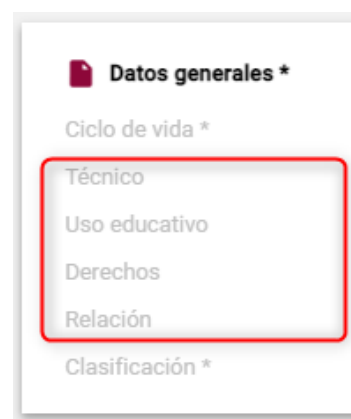 Datos generales *
Ciclo de vida *
Técnico
Uso educativo
Derechos
Relación
Clasificación *